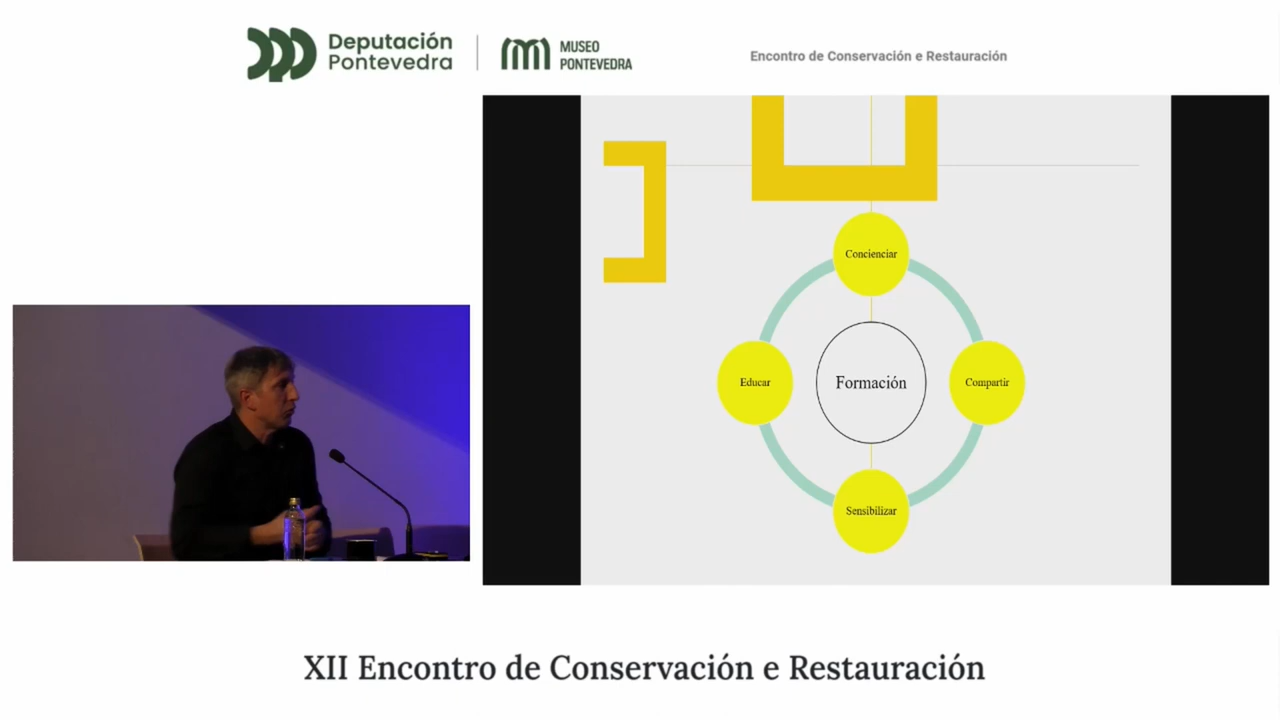 Deputación
Pontevedra
MUSEO
PONTEVEDRA
Encontro de Conservación e Restauración
Concienciar
Educar
Formación
Compartir
Sensibilizar
XII Encontro de Conservación e Restauración